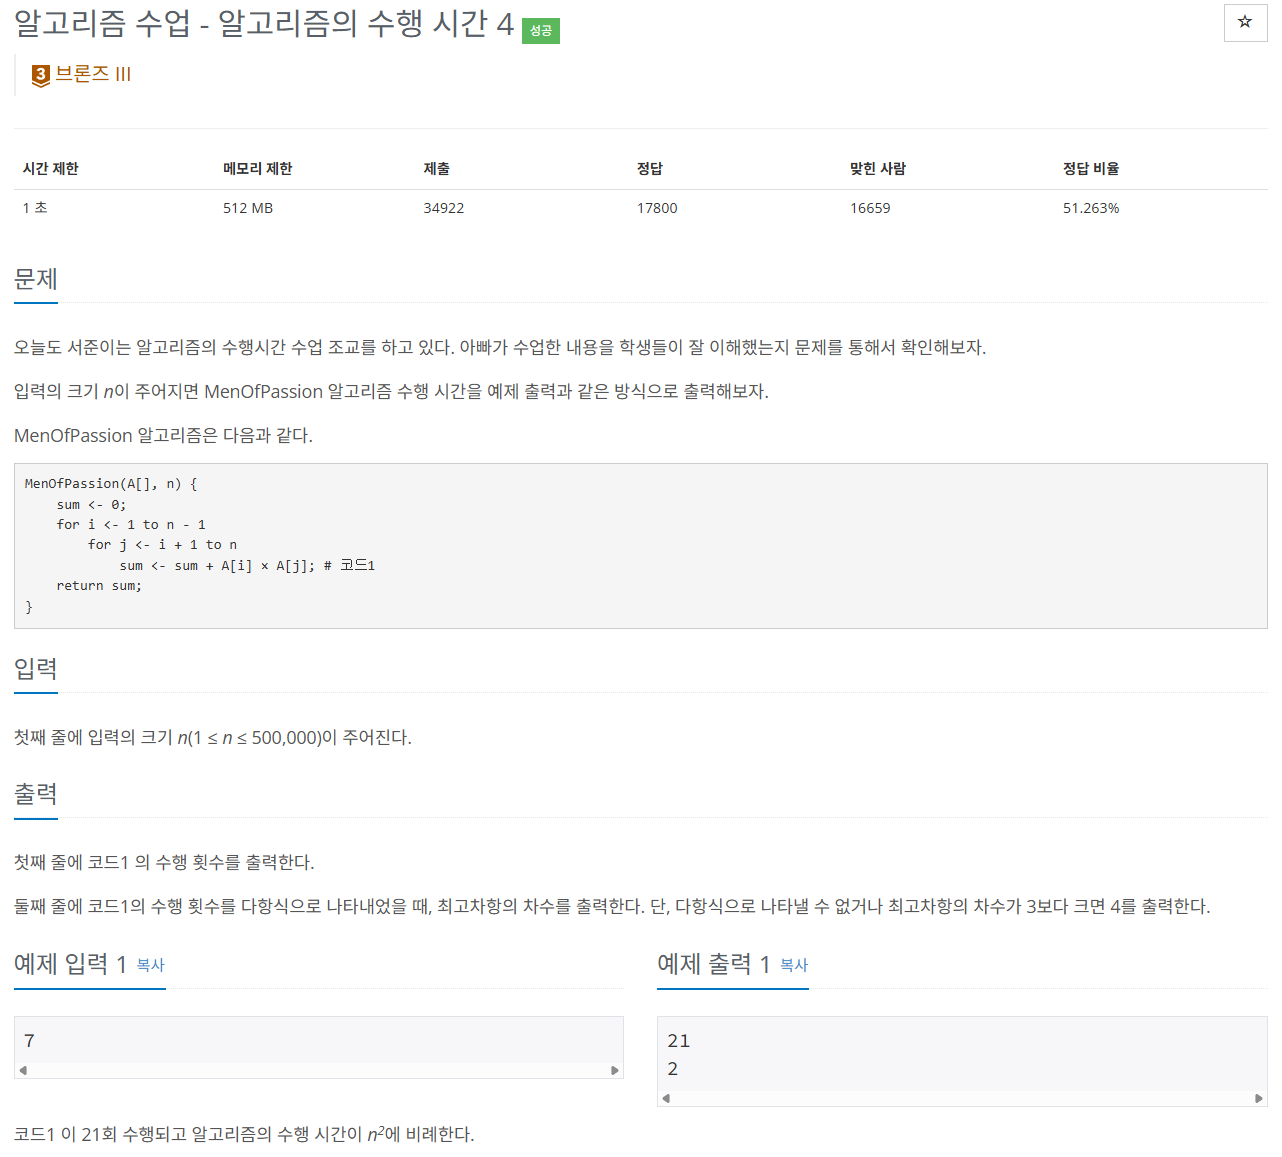 알고리즘 수업 - 알고리즘의 수행 시간 4 성공
☆
3 브론즈 III
시간 제한 메모리 제한 제출 정답 맞힌 사람 정답 비율
1 초 512 MB 34922 17800 16659 51.263%
문제
오늘도 서준이는 알고리즘의 수행시간 수업 조교를 하고 있다. 아빠가 수업한 내용을 학생들이 잘 이해했는지 문제를 통해서 확인해보자.
입력의 크기 n이 주어지면 MenOfPassion 알고리즘 수행 시간을 예제 출력과 같은 방식으로 출력해보자.
MenOfPassion 알고리즘은 다음과 같다.
MenOfPassion(A[], n) {
    sum <- 0;
    for i <- 1 to n - 1
        for j <- i + 1 to n
            sum <- sum + A[i] × A[j]; # 코드1
    return sum;
}
입력
첫째 줄에 입력의 크기 n(1 ≤ n ≤ 500,000)이 주어진다.
출력
첫째 줄에 코드1 의 수행 횟수를 출력한다.
둘째 줄에 코드1의 수행 횟수를 다항식으로 나타내었을 때, 최고차항의 차수를 출력한다. 단, 다항식으로 나타낼 수 없거나 최고차항의 차수가 3보다 크면 4를 출력한다.
예제 입력 1 복사
7
예제 출력 1 복사
21
2
코드1 이 21회 수행되고 알고리즘의 수행 시간이 n²에 비례한다.